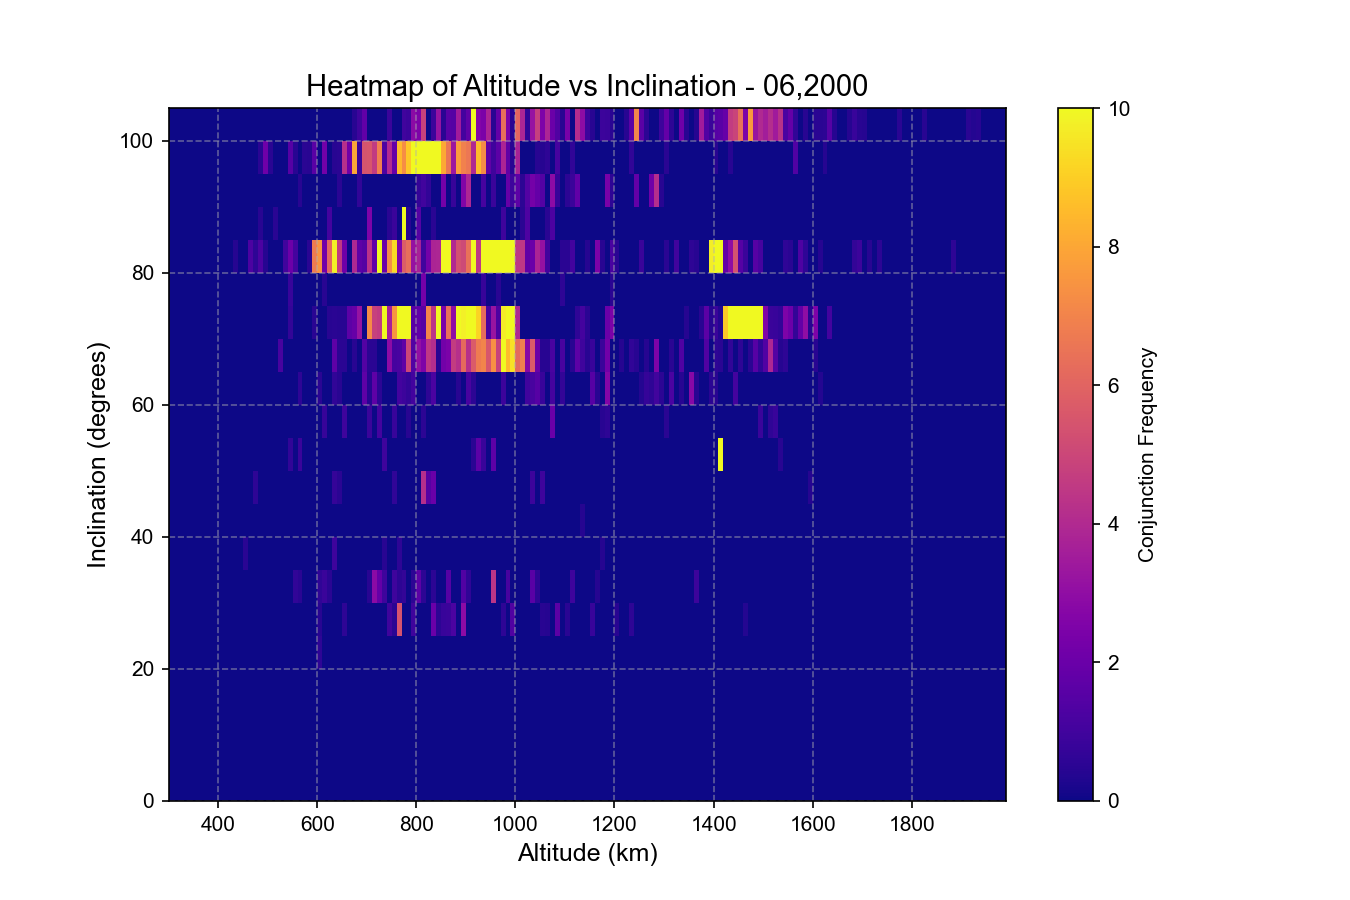 Heatmap of Altitude vs Inclination - 06,2000
100
80
60
40
20
0
Inclination (degrees)
400 600 800 1000 1200 1400 1600 1800
Altitude (km)
10
8
6
4
2
0
Conjunction Frequency